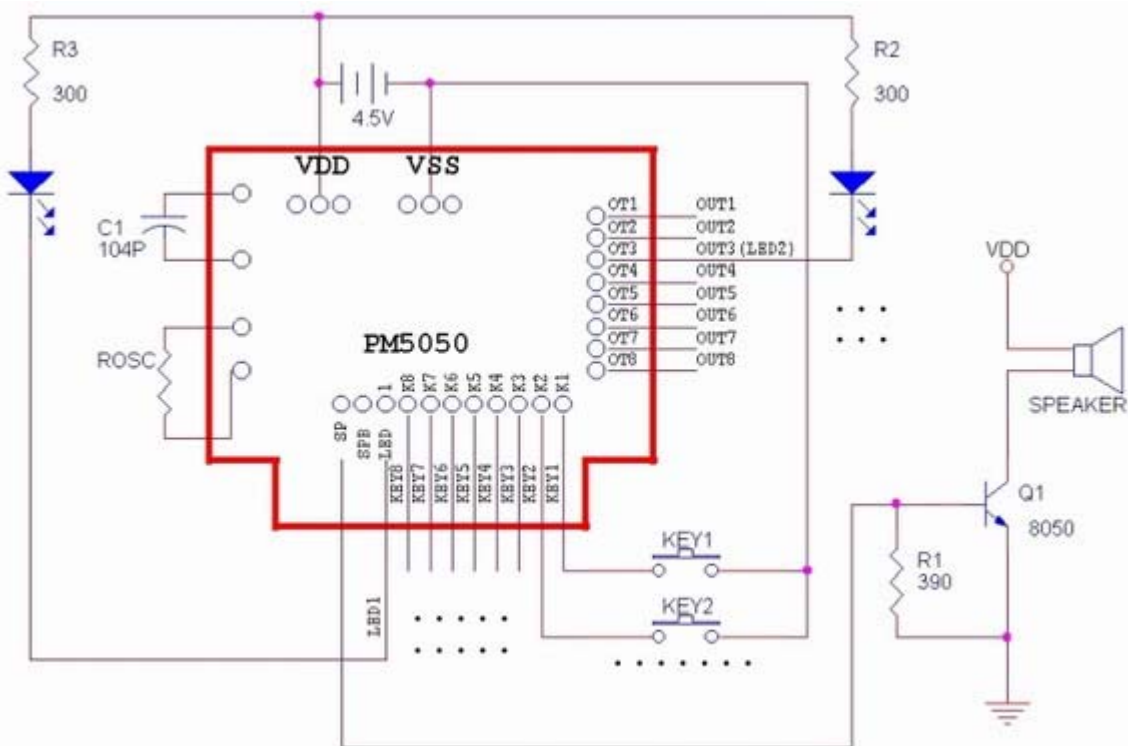 R3
300
4.5V
R2
300
VDD
VSS
C1
104P
ROSC
PM5050
OT1
OT2
OT3
OT4
OT5
OT6
OT7
OT8
OUT1
OUT2
OUT3(LED2)
OUT4
OUT5
OUT6
OUT7
OUT8
SP
SPB
LED
1
K8
K7
K6
K5
K4
K3
K2
K1
KEY8
KEY7
KEY6
KEY5
KEY4
KEY3
KEY2
KEY1
LED1
KEY1
KEY2
VDD
SPEAKER
Q1
8050
R1
390